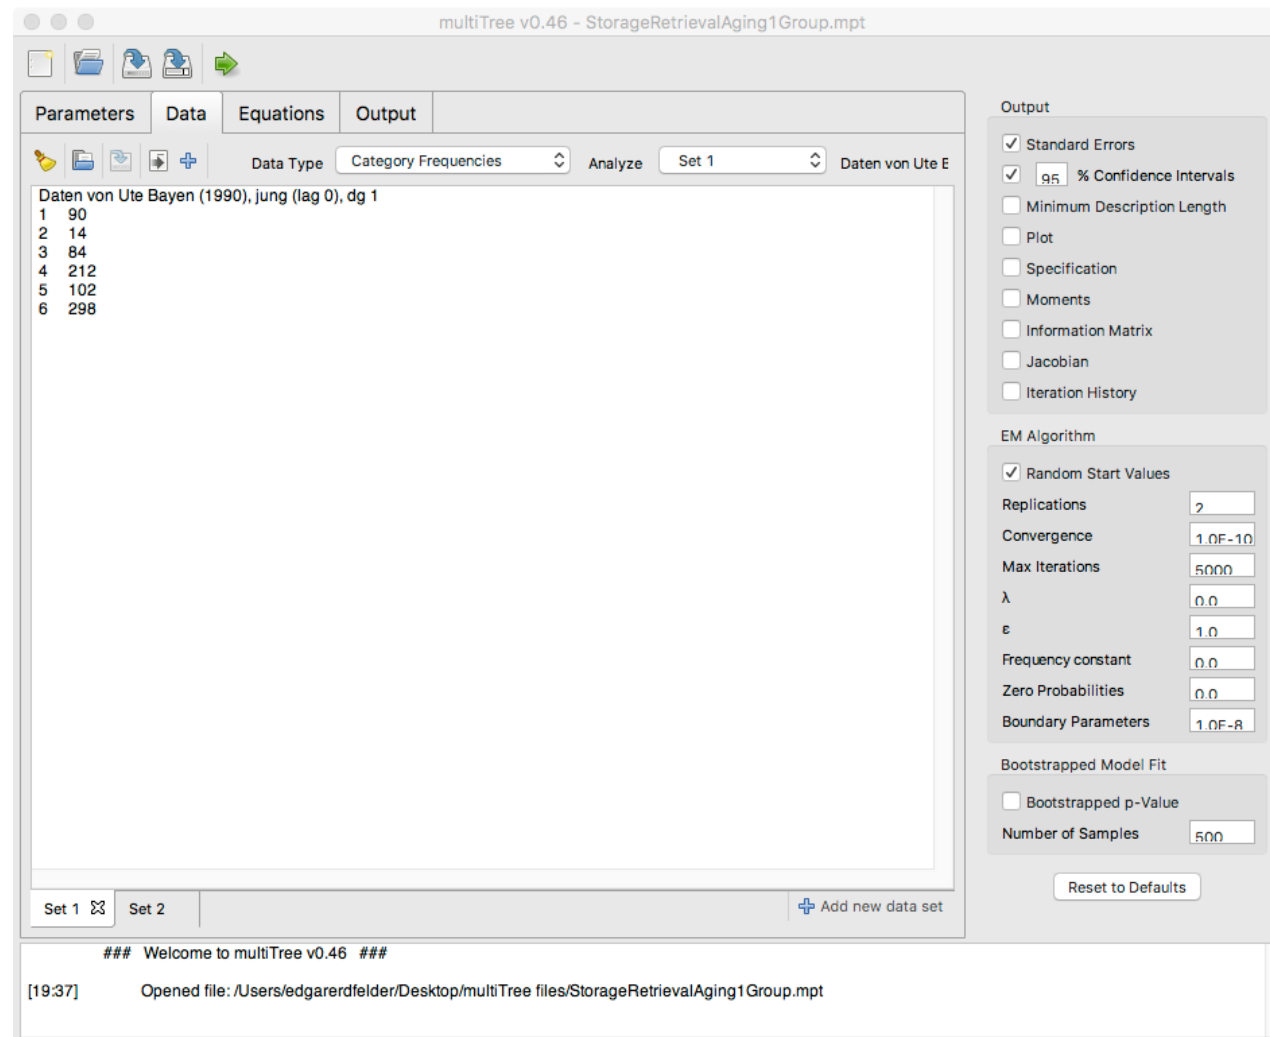 multiTree v0.46 - StorageRetrievalAging1Group.mpt
Parameters Data Equations Output
Data Type Category Frequencies Analyze Set 1 Daten von Ute B
Daten von Ute Bayen (1990), jung (lag 0), dg 1
1 90
2 14
3 84
4 212
5 102
6 298
Set 1 Set 2 Add new data set
Output
Standard Errors
95 % Confidence Intervals
Minimum Description Length
Plot
Specification
Moments
Information Matrix
Jacobian
Iteration History
EM Algorithm
Random Start Values
Replications 2
Convergence 1.0E-10
Max Iterations 5000
λ 0.0
ε 1.0
Frequency constant 0.0
Zero Probabilities 0.0
Boundary Parameters 1.0E-8
Bootstrapped Model Fit
Bootstrapped p-Value
Number of Samples 500
Reset to Defaults
### Welcome to multiTree v0.46 ###
[19:37] Opened file: /Users/edgarerdfelder/Desktop/multiTree files/StorageRetrievalAging1Group.mpt